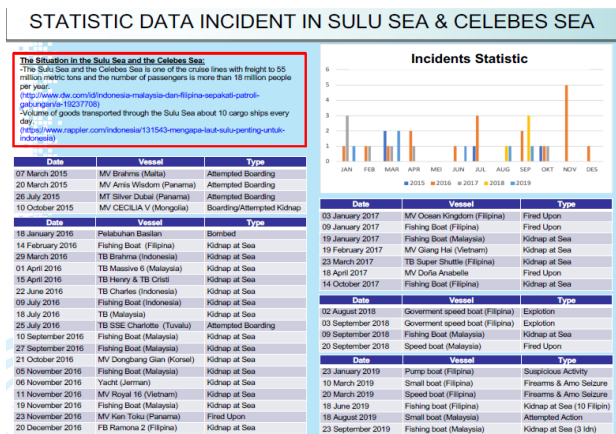 STATISTIC DATA INCIDENT IN SULU SEA & CELEBES SEA
The Situation in the Sulu Sea and the Celebes Sea:
-The Sulu Sea and the Celebes Sea is one of the cruise lines with freight to 55
million metric tons and the number of passengers is more than 18 million people
per year.
(http://www.dw.com/id/indonesia-malaysia-dan-filipina-sepakati-patroli-
gabungan/a-19237708)
-Volume of goods transported through the Sulu Sea about 10 cargo ships every
day.
(https://www.rappler.com/indonesia/131543-mengapa-laut-sulu-penting-untuk-
indonesia)
Date Vessel Type
07 March 2015 MV Brahms (Malta) Attempted Boarding
20 March 2015 MV Amis Wisdom (Panama) Attempted Boarding
26 July 2015 MT Silver Dubai (Panama) Attempted Boarding
10 October 2015 MV CECILIA V (Mongolia) Boarding/Attempted Kidnap
Date Vessel Type
18 January 2016 Pelabuhan Basilan Bombed
14 February 2016 Fishing Boat (Filipina) Kidnap at Sea
29 March 2016 TB Brahma (Indonesia) Kidnap at Sea
01 April 2016 TB Massive 6 (Malaysia) Kidnap at Sea
15 April 2016 TB Henry & TB Cristi Kidnap at Sea
22 June 2016 TB Charles (Indonesia) Kidnap at Sea
09 July 2016 Fishing Boat (Indonesia) Kidnap at Sea
18 July 2016 TB (Malaysia) Kidnap at Sea
25 July 2016 TB SSE Charlotte (Tuvalu) Attempted Boarding
10 September 2016 Fishing Boat (Malaysia) Kidnap at Sea
27 September 2016 Fishing Boat (Malaysia) Kidnap at Sea
21 October 2016 MV Dongbang Gian (Korsel) Kidnap at Sea
05 November 2016 Fishing Boat (Malaysia) Kidnap at Sea
06 November 2016 Yacht (Jerman) Kidnap at Sea
11 November 2016 MV Royal 16 (Vietnam) Kidnap at Sea
19 November 2016 Fishing Boat (Malaysia) Kidnap at Sea
23 November 2016 MV Ken Toku (Panama) Fired Upon
20 December 2016 FB Ramona 2 (Filipina) Kidnap at Sea
Incidents Statistic
6
5
4
3
2
1
0
JAN FEB MAR APR MEI JUN JUL AUG SEP OKT NOV DES
2015 2016 2017 2018 2019
Date Vessel Type
03 January 2017 MV Ocean Kingdom (Filipina) Fired Upon
09 January 2017 Fishing Boat (Filipina) Fired Upon
19 January 2017 Fishing Boat (Malaysia) Kidnap at Sea
19 February 2017 MV Giang Hai (Vietnam) Kidnap at Sea
23 March 2017 TB Super Shuttle (Filipina) Kidnap at Sea
18 April 2017 MV Doña Anabelle Fired Upon
14 October 2017 Fishing Boat (Filipina) Kidnap at Sea
Date Vessel Type
02 August 2018 Goverment speed boat (Filipina) Explotion
03 September 2018 Goverment speed boat (Filipina) Explotion
09 September 2018 Fishing Boat (Malaysia) Kidnap at Sea
20 September 2018 Speed boat (Malaysia) Fired Upon
Date Vessel Type
23 January 2019 Pump boat (Filipina) Suspicious Activity
10 March 2019 Small boat (Filipina) Firearms & Amo Seizure
20 March 2019 Speed boat (Filipina) Firearms & Amo Seizure
18 June 2019 Fishing boat (Filipina) Kidnap at Sea (10 Filipin)
18 August 2019 Small boat (Malaysia) Attempted Action
23 September 2019 Fishing boat (Malaysia) Kidnap at Sea (3 Idn)